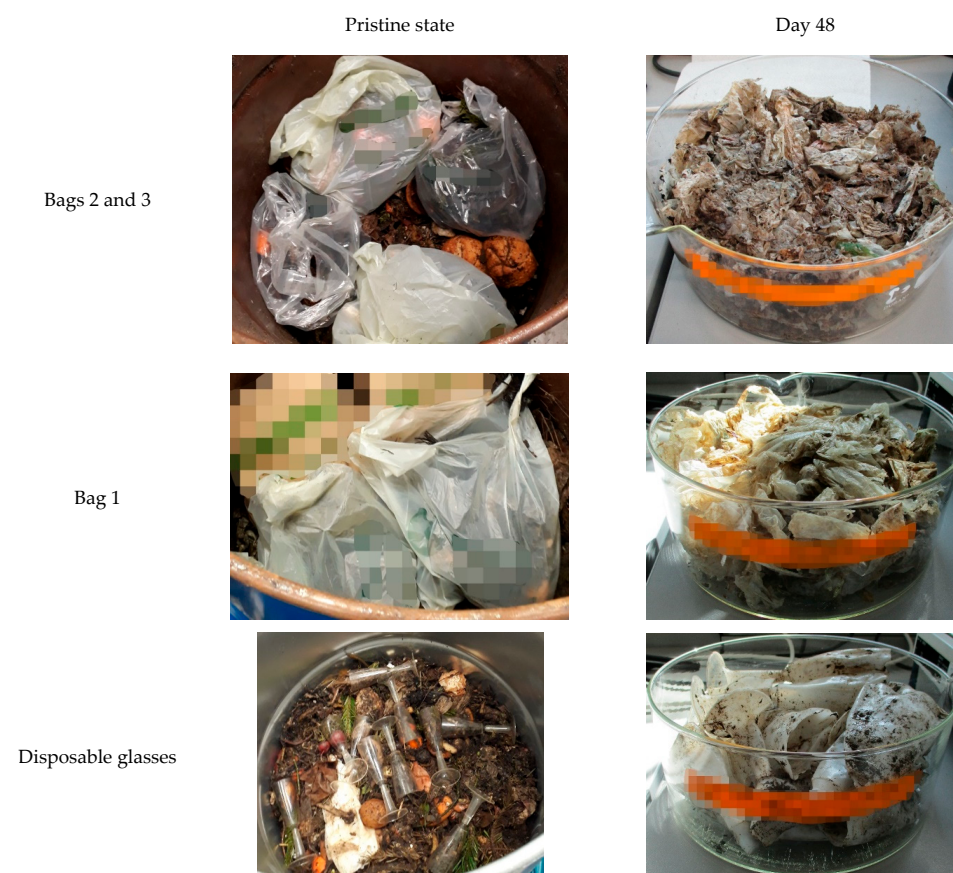 Pristine state
Day 48
Bags 2 and 3
Bag 1
Disposable glasses